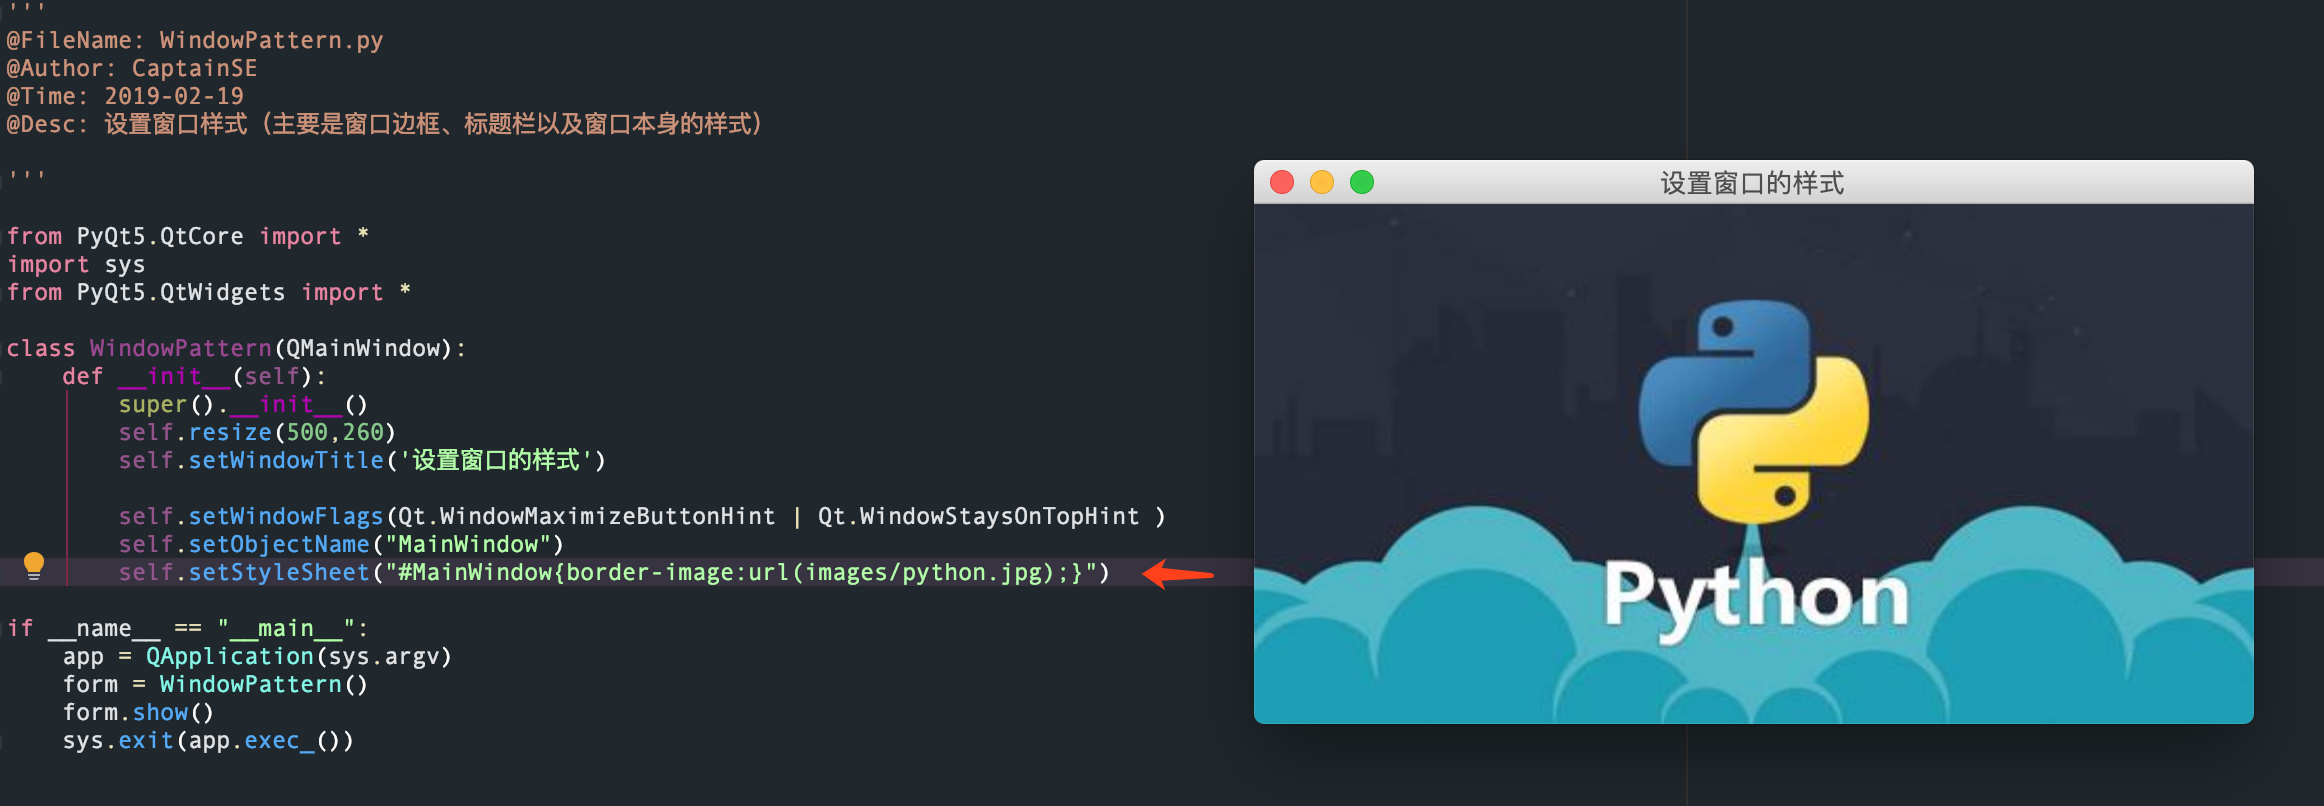 '''
@FileName: WindowPattern.py
@Author: CaptainSE
@Time: 2019-02-19
@Desc: 设置窗口样式（主要是窗口边框、标题栏以及窗口本身的样式）
'''
from PyQt5.QtCore import *
import sys
from PyQt5.QtWidgets import *
class WindowPattern(QMainWindow):
    def __init__(self):
        super().__init__()
        self.resize(500,260)
        self.setWindowTitle('设置窗口的样式')
        self.setWindowFlags(Qt.WindowMaximizeButtonHint | Qt.WindowStaysOnTopHint )
        self.setObjectName("MainWindow")
        self.setStyleSheet("#MainWindow{border-image:url(images/python.jpg);}")
if __name__ == "__main__":
    app = QApplication(sys.argv)
    form = WindowPattern()
    form.show()
    sys.exit(app.exec_())
设置窗口的样式
Python